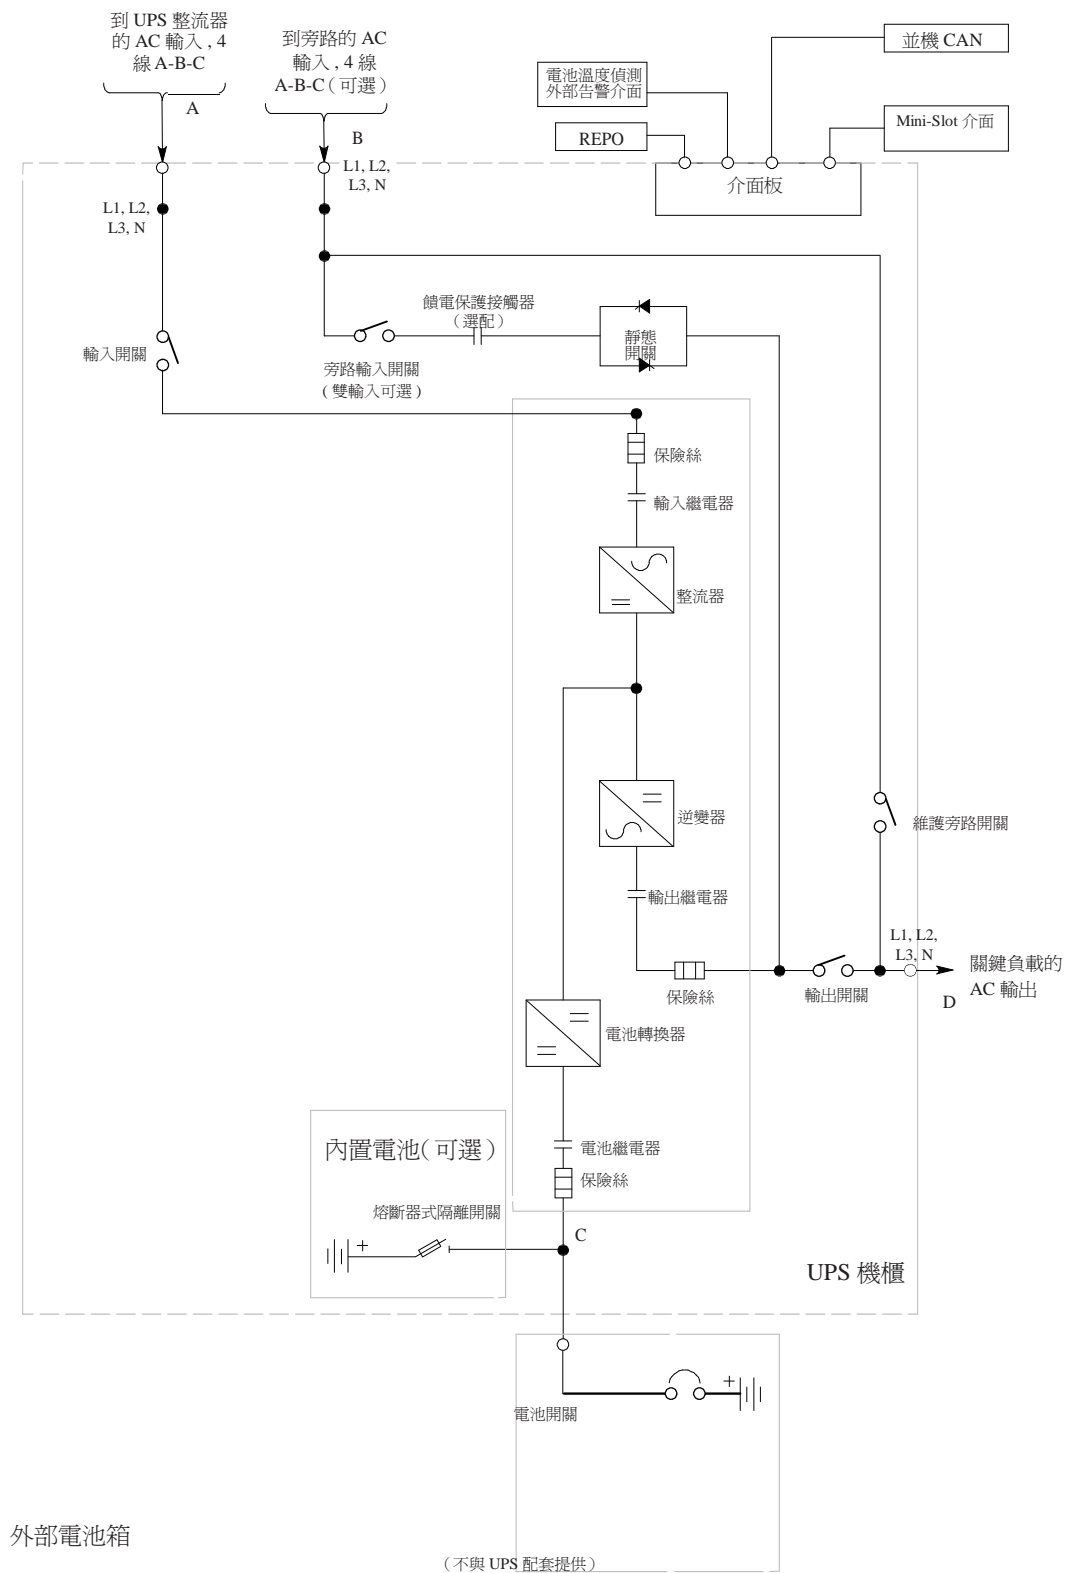 到 UPS 整流器
的 AC 輸入 , 4
線 A-B-C
A
到旁路的 AC
輸入 , 4 線
A-B-C（可選）
B
並機 CAN
電池溫度偵測
外部告警介面
REPO
Mini-Slot 介面
介面板
L1, L2,
L3, N
L1, L2,
L3, N
輸入開關
饋電保護接觸器
（選配）
旁路輸入開關
( 雙輸入可選 )
靜態
開關
保險絲
輸入繼電器
整流器
逆變器
維護旁路開關
輸出繼電器
L1, L2,
L3, N
關鍵負載的
AC 輸出
D
保險絲
輸出開關
電池轉換器
內置電池（可選）
電池繼電器
保險絲
熔斷器式隔離開關
+
C
UPS 機櫃
+
電池開關
外部電池箱
（不與 UPS 配套提供）